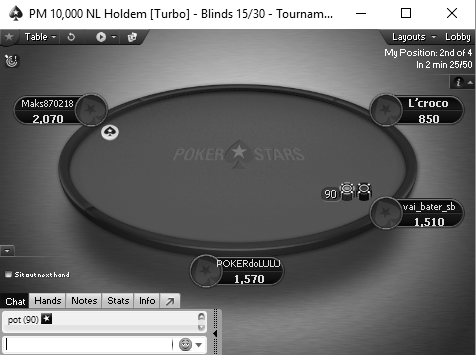 PM 10,000 NL Holdem [Turbo] - Blinds 15/30 - Tournam...
Table
Layouts
Lobby
My Position: 2nd of 4
In 2 min 25/50
i
Maks870218
2,070
L'croco
850
POKER STARS
90
vai_bater_sb
1,510
POKERdoLULU
1,570
Sit out next hand
Chat Hands Notes Stats Info
pot (90)